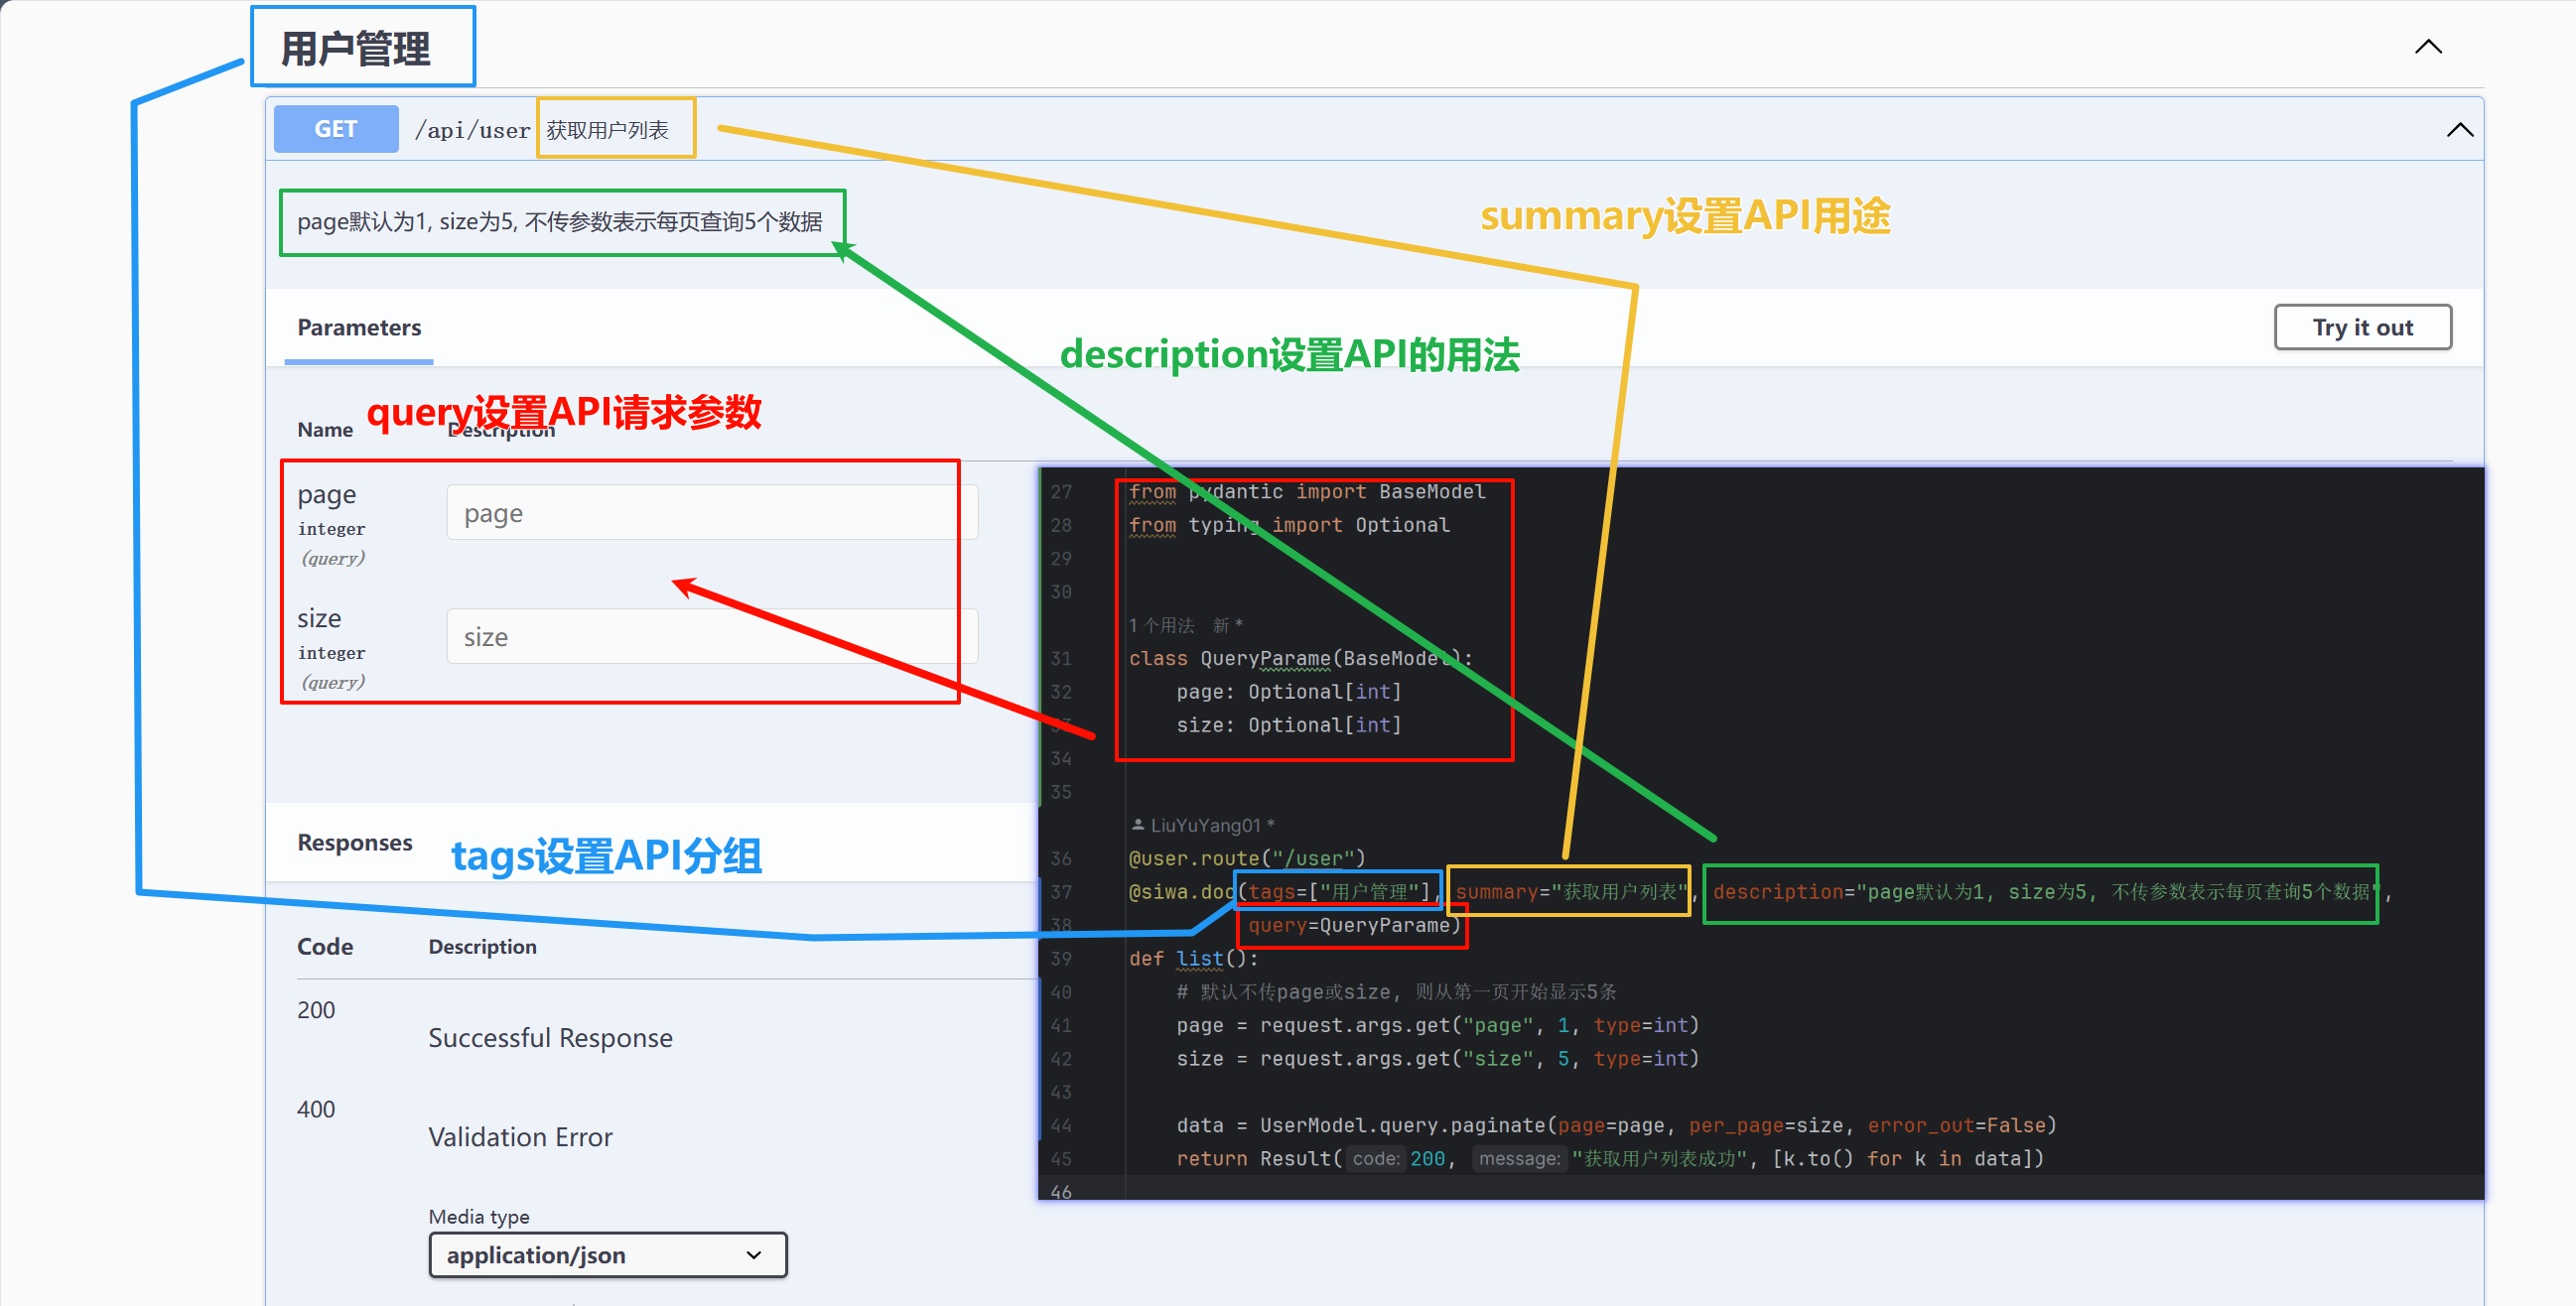 用户管理
GET /api/user 获取用户列表
page默认为1, size为5, 不传参数表示每页查询5个数据
summary设置API用途
Parameters
Try it out
description设置API的用法
query设置API请求参数
Name Description
page
integer
(query)
page
size
integer
(query)
size
Responses
tags设置API分组
Code Description
200
Successful Response
400
Validation Error
Media type
application/json
27 from pydantic import BaseModel
28 from typing import Optional
29
30
1 个用法 新 *
31 class QueryParame(BaseModel):
32 page: Optional[int]
33 size: Optional[int]
34
35
LiuYuYang01 *
36 @user.route("/user")
37 @siwa.doc(tags=["用户管理"], summary="获取用户列表", description="page默认为1, size为5, 不传参数表示每页查询5个数据",
38 query=QueryParame)
39 def list():
40 # 默认不传page或size, 则从第一页开始显示5条
41 page = request.args.get("page", 1, type=int)
42 size = request.args.get("size", 5, type=int)
43
44 data = UserModel.query.paginate(page=page, per_page=size, error_out=False)
45 return Result( code: 200, message: "获取用户列表成功", [k.to() for k in data])
46